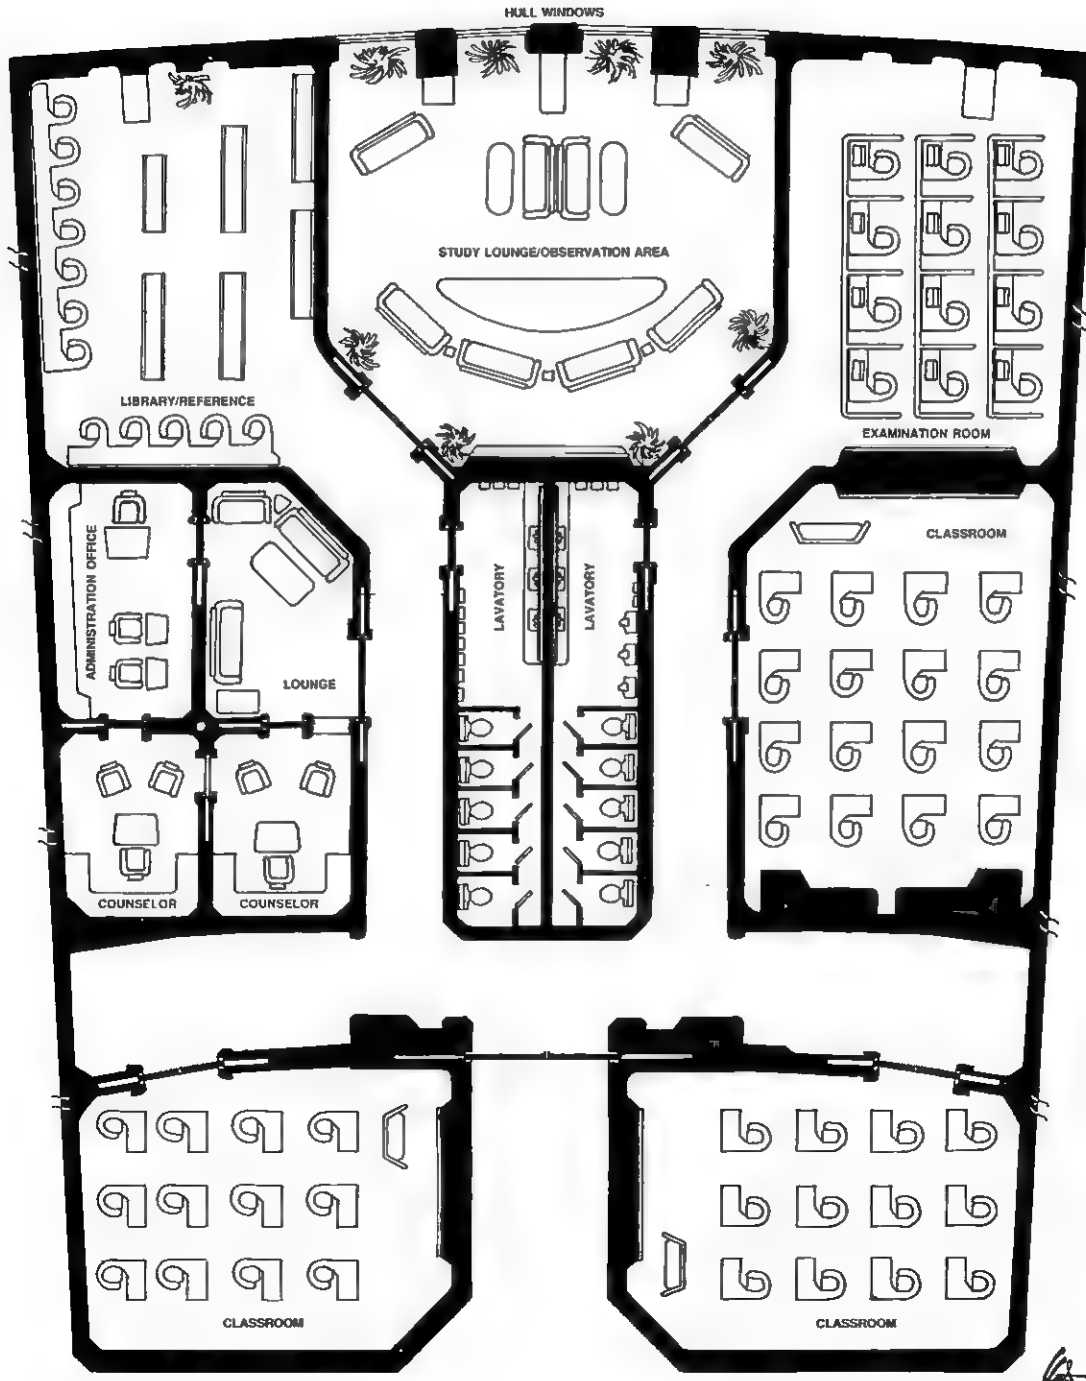 HULL WINDOWS
STUDY LOUNGE/OBSERVATION AREA
LIBRARY/REFERENCE
EXAMINATION ROOM
CLASSROOM
ADMINISTRATION OFFICE
LAVATORY
LAVATORY
LOUNGE
COUNSELOR
COUNSELOR
CLASSROOM
CLASSROOM